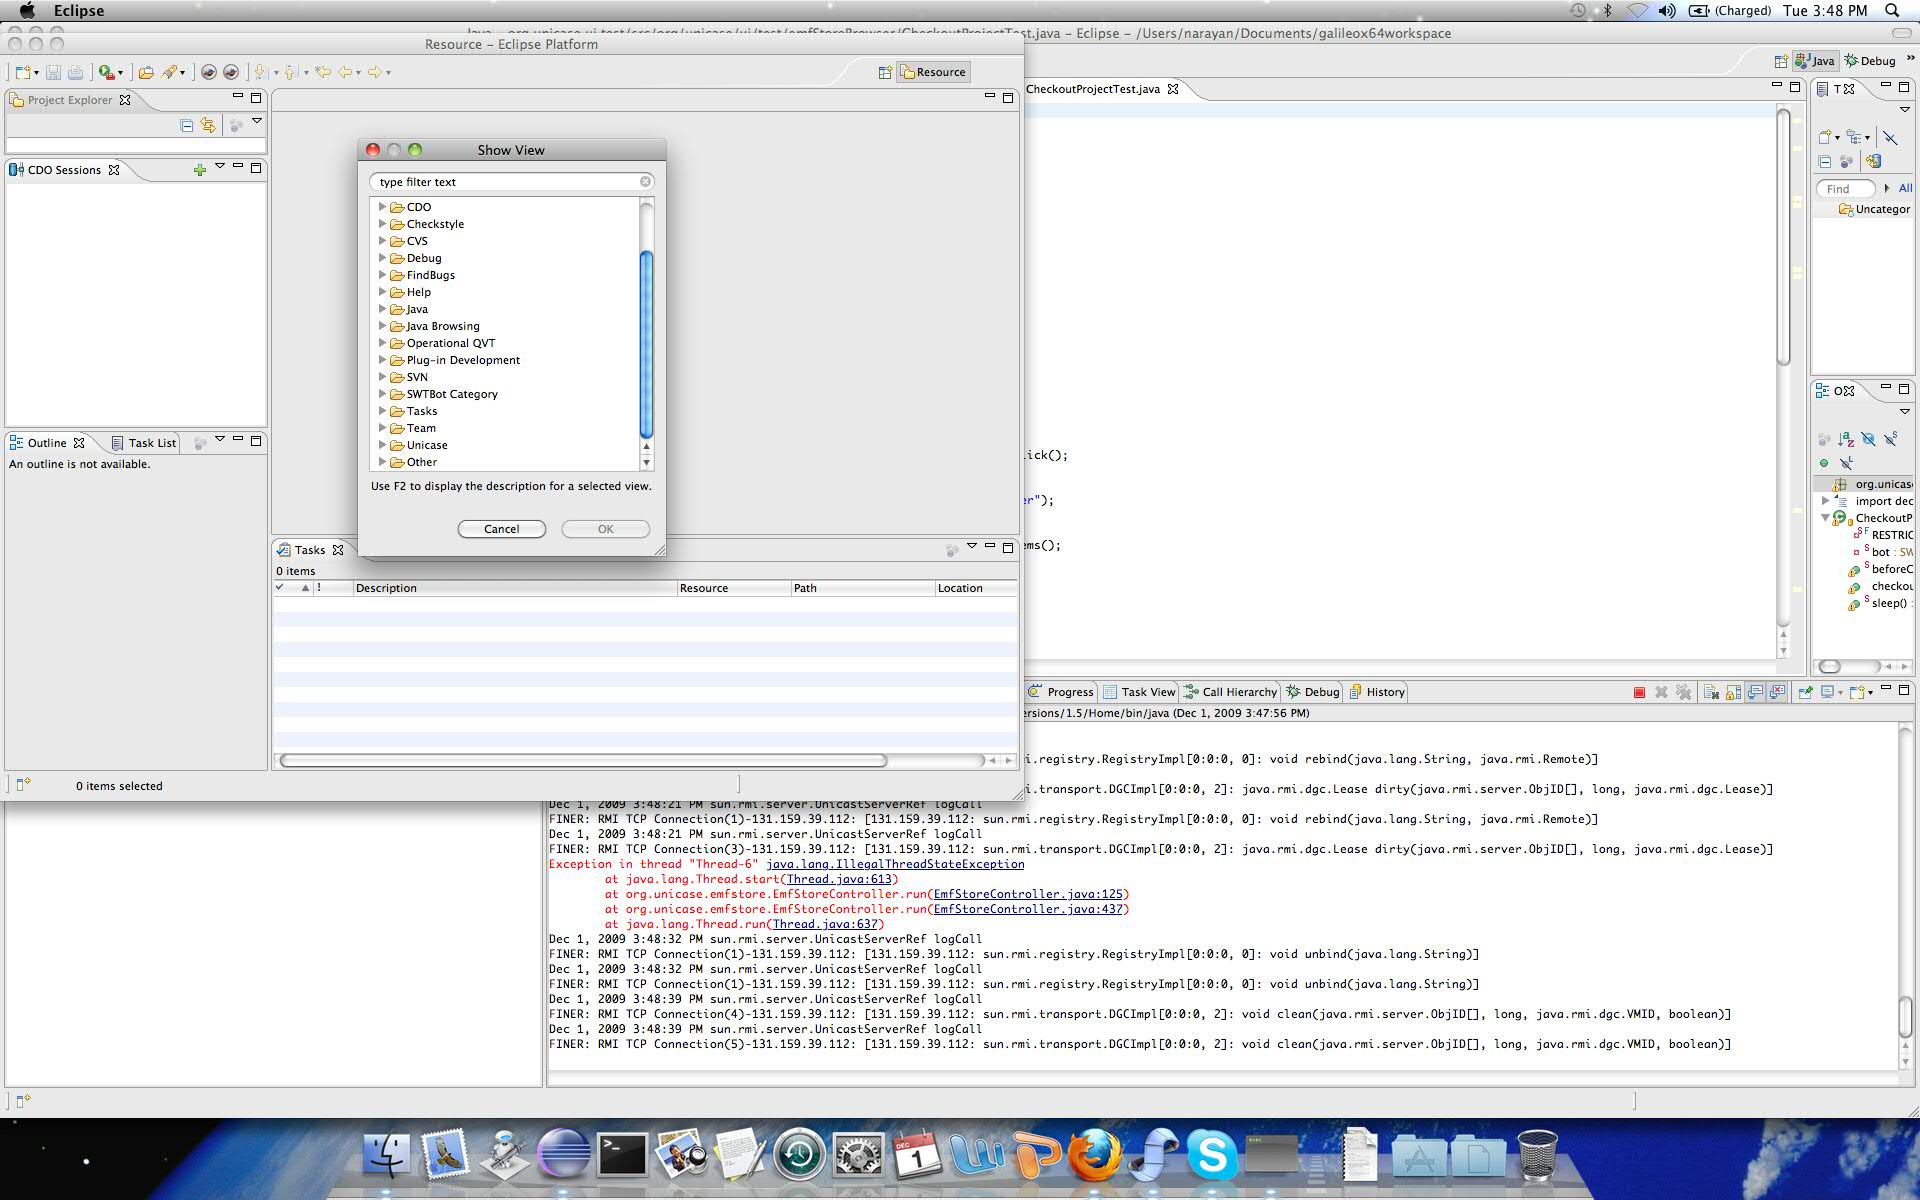 Eclipse
(Charged) Tue 3:48 PM
CheckoutProjectTest.java – Eclipse – /Users/narayan/Documents/galileox64workspace
Resource – Eclipse Platform
Resource
Java
Debug
Project Explorer
CheckoutProjectTest.java
T
CDO Sessions
Show View
type filter text
CDO
Checkstyle
CVS
Debug
FindBugs
Help
Java
Java Browsing
Operational QVT
Plug-in Development
SVN
SWTBot Category
Tasks
Team
Unicase
Other
Use F2 to display the description for a selected view.
Cancel
OK
Find
All
Uncategor
Outline
Task List
An outline is not available.
ick();
er");
ems();
O
org.unicas
import dec
CheckoutP
RESTRIC
bot : SW
beforeC
checkou
sleep() :
Tasks
0 items
! Description Resource Path Location
0 items selected
Progress Task View Call Hierarchy Debug History
ersions/1.5/Home/bin/java (Dec 1, 2009 3:47:56 PM)
i.registry.RegistryImpl[0:0:0, 0]: void rebind(java.lang.String, java.rmi.Remote)]
i.transport.DGCImpl[0:0:0, 2]: java.rmi.dgc.Lease dirty(java.rmi.server.ObjID[], long, java.rmi.dgc.Lease)]
Dec 1, 2009 3:48:21 PM sun.rmi.server.UnicastServerRef logCall
FINER: RMI TCP Connection(1)-131.159.39.112: [131.159.39.112: sun.rmi.registry.RegistryImpl[0:0:0, 0]: void rebind(java.lang.String, java.rmi.Remote)]
Dec 1, 2009 3:48:21 PM sun.rmi.server.UnicastServerRef logCall
FINER: RMI TCP Connection(3)-131.159.39.112: [131.159.39.112: sun.rmi.transport.DGCImpl[0:0:0, 2]: java.rmi.dgc.Lease dirty(java.rmi.server.ObjID[], long, java.rmi.dgc.Lease)]
Exception in thread "Thread-6" java.lang.IllegalThreadStateException
at java.lang.Thread.start(Thread.java:613)
at org.unicase.emfstore.EmfStoreController.run(EmfStoreController.java:125)
at org.unicase.emfstore.EmfStoreController.run(EmfStoreController.java:437)
at java.lang.Thread.run(Thread.java:637)
Dec 1, 2009 3:48:32 PM sun.rmi.server.UnicastServerRef logCall
FINER: RMI TCP Connection(1)-131.159.39.112: [131.159.39.112: sun.rmi.registry.RegistryImpl[0:0:0, 0]: void unbind(java.lang.String)]
Dec 1, 2009 3:48:32 PM sun.rmi.server.UnicastServerRef logCall
FINER: RMI TCP Connection(1)-131.159.39.112: [131.159.39.112: sun.rmi.registry.RegistryImpl[0:0:0, 0]: void unbind(java.lang.String)]
Dec 1, 2009 3:48:39 PM sun.rmi.server.UnicastServerRef logCall
FINER: RMI TCP Connection(4)-131.159.39.112: [131.159.39.112: sun.rmi.transport.DGCImpl[0:0:0, 2]: void clean(java.rmi.server.ObjID[], long, java.rmi.dgc.VMID, boolean)]
Dec 1, 2009 3:48:39 PM sun.rmi.server.UnicastServerRef logCall
FINER: RMI TCP Connection(5)-131.159.39.112: [131.159.39.112: sun.rmi.transport.DGCImpl[0:0:0, 2]: void clean(java.rmi.server.ObjID[], long, java.rmi.dgc.VMID, boolean)]
DEC
1